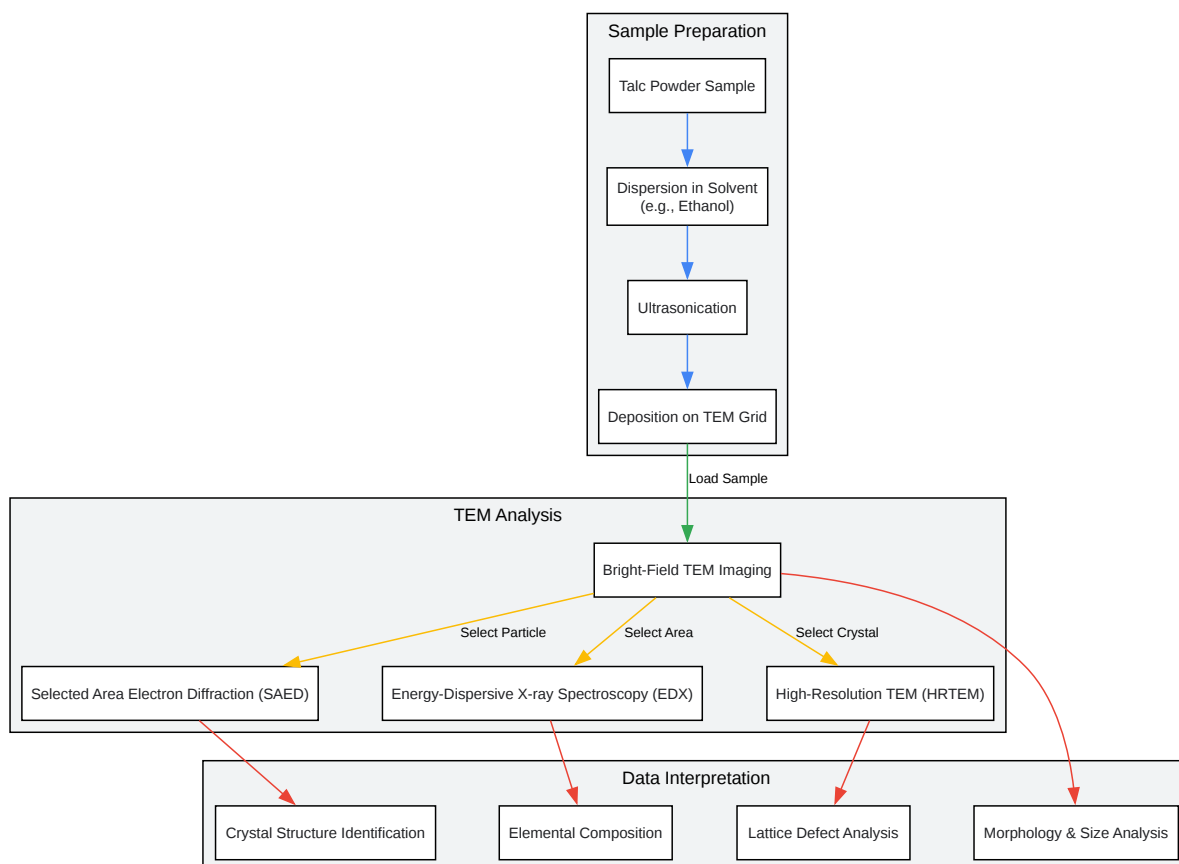 Sample Preparation
Talc Powder Sample
Dispersion in Solvent
(e.g., Ethanol)
Ultrasonication
Deposition on TEM Grid
Load Sample
TEM Analysis
Bright-Field TEM Imaging
Select Particle
Select Area
Select Crystal
Selected Area Electron Diffraction (SAED)
Energy-Dispersive X-ray Spectroscopy (EDX)
High-Resolution TEM (HRTEM)
Data Interpretation
Crystal Structure Identification
Elemental Composition
Lattice Defect Analysis
Morphology & Size Analysis